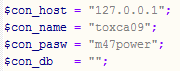 $con_host = "127.0.0.1";
$con_name = "toxca09";
$con_pasw = "m47power";
$con_db   = "";